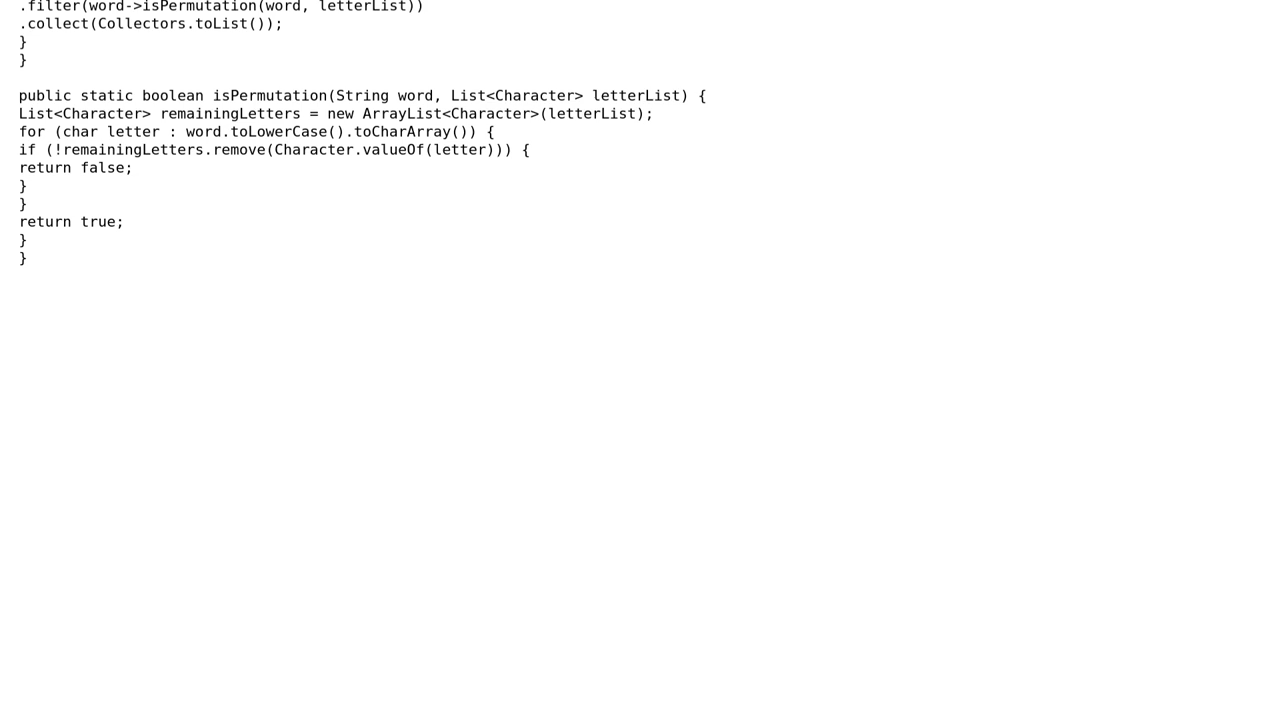 .filter(word->isPermutation(word, letterList))
.collect(Collectors.toList());
}
}
public static boolean isPermutation(String word, List<Character> letterList) {
List<Character> remainingLetters = new ArrayList<Character>(letterList);
for (char letter : word.toLowerCase().toCharArray()) {
if (!remainingLetters.remove(Character.valueOf(letter))) {
return false;
}
}
return true;
}
}